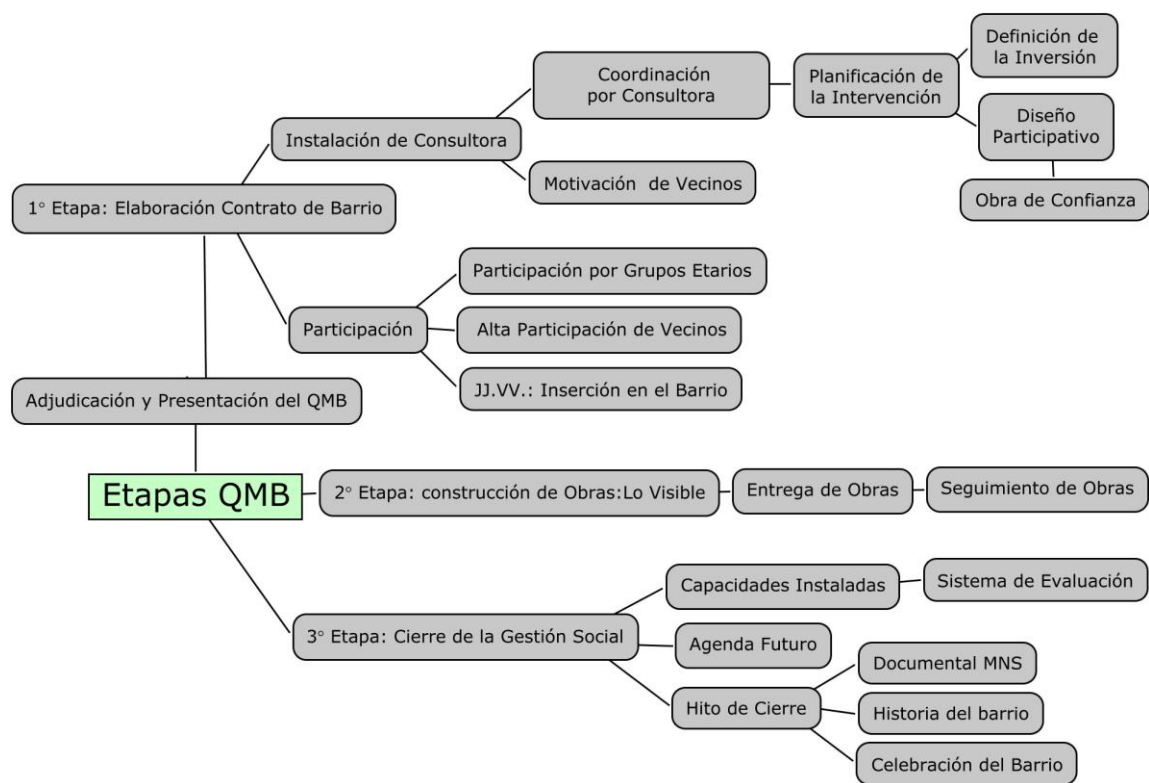 Definición de
la Inversión
Coordinación
por Consultora
Planificación de
la Intervención
Diseño
Participativo
Instalación de Consultora
Motivación de Vecinos
Obra de Confianza
1° Etapa: Elaboración Contrato de Barrio
Participación por Grupos Etarios
Participación
Alta Participación de Vecinos
JJ.VV.: Inserción en el Barrio
Adjudicación y Presentación del QMB
Etapas QMB
2° Etapa: construcción de Obras:Lo Visible
Entrega de Obras
Seguimiento de Obras
Capacidades Instaladas
Sistema de Evaluación
3° Etapa: Cierre de la Gestión Social
Agenda Futuro
Documental MNS
Hito de Cierre
Historia del barrio
Celebración del Barrio